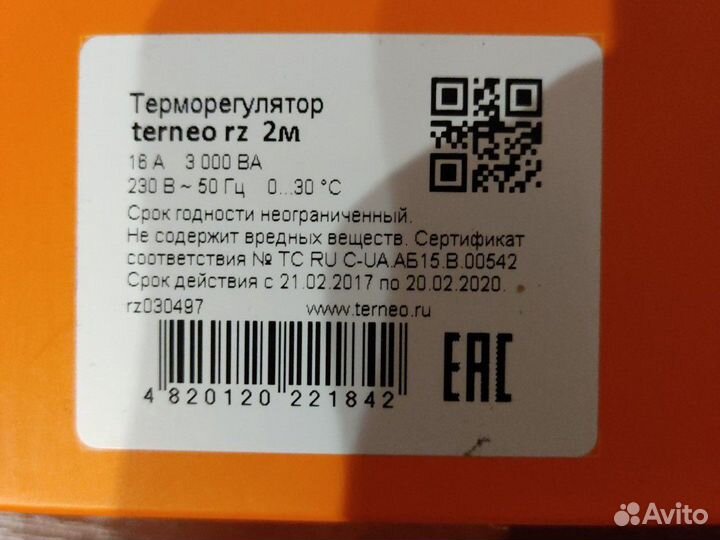 Терморегулятор
terneo rz 2м
16 А 3 000 ВА
230 В ~ 50 Гц 0...30 °C
Срок годности неограниченный.
Не содержит вредных веществ. Сертификат
соответствия № ТС RU C-UA.АБ15.В.00542
Срок действия с 21.02.2017 по 20.02.2020.
rz030497 www.terneo.ru
4 820120 221842
EAC
Avito